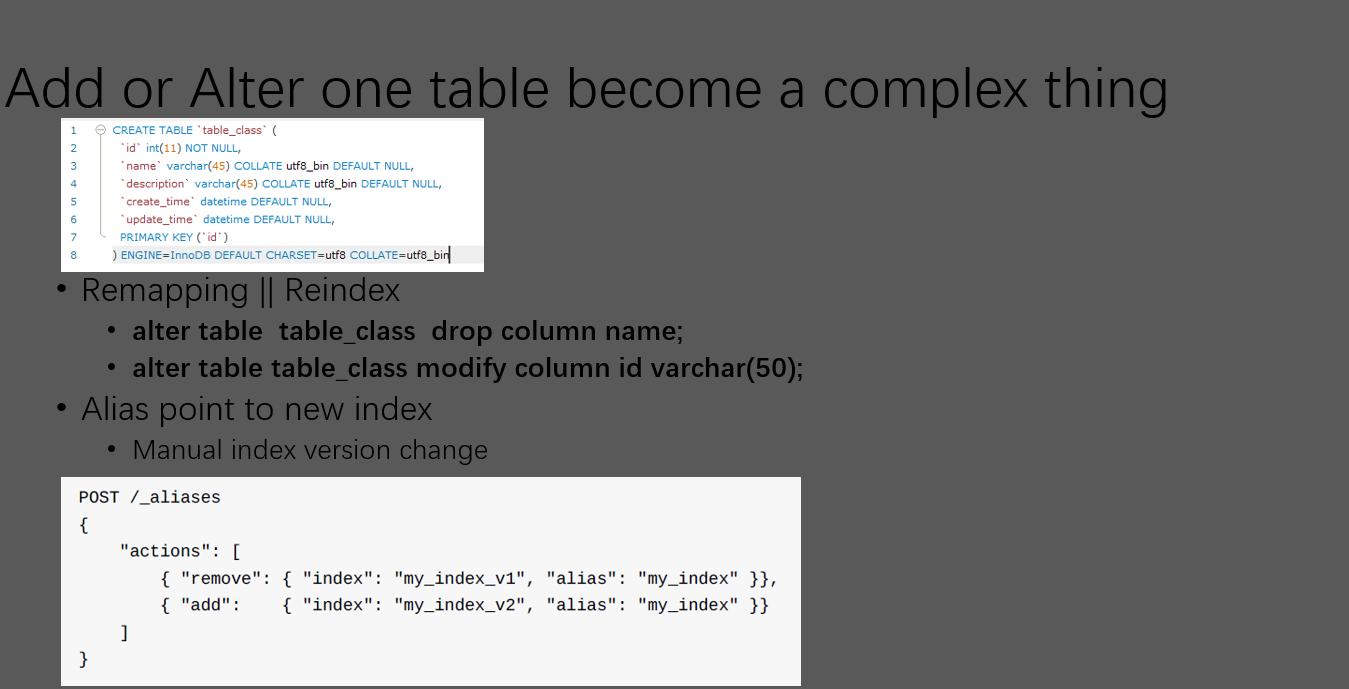 Add or Alter one table become a complex thing
1 CREATE TABLE `table_class` (
2 `id` int(11) NOT NULL,
3 `name` varchar(45) COLLATE utf8_bin DEFAULT NULL,
4 `description` varchar(45) COLLATE utf8_bin DEFAULT NULL,
5 `create_time` datetime DEFAULT NULL,
6 `update_time` datetime DEFAULT NULL,
7 PRIMARY KEY (`id`)
8 ) ENGINE=InnoDB DEFAULT CHARSET=utf8 COLLATE=utf8_bin
• Remapping || Reindex
• alter table  table_class  drop column name;
• alter table table_class modify column id varchar(50);
• Alias point to new index
• Manual index version change
POST /_aliases
{
    "actions": [
        { "remove": { "index": "my_index_v1", "alias": "my_index" }},
        { "add":    { "index": "my_index_v2", "alias": "my_index" }}
    ]
}